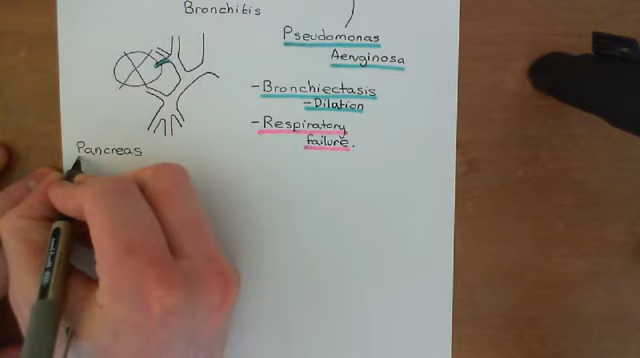 Bronchitis
Pseudomonas
Aeruginosa
- Bronchiectasis
- Dilation
- Respiratory
failure.
Pancreas